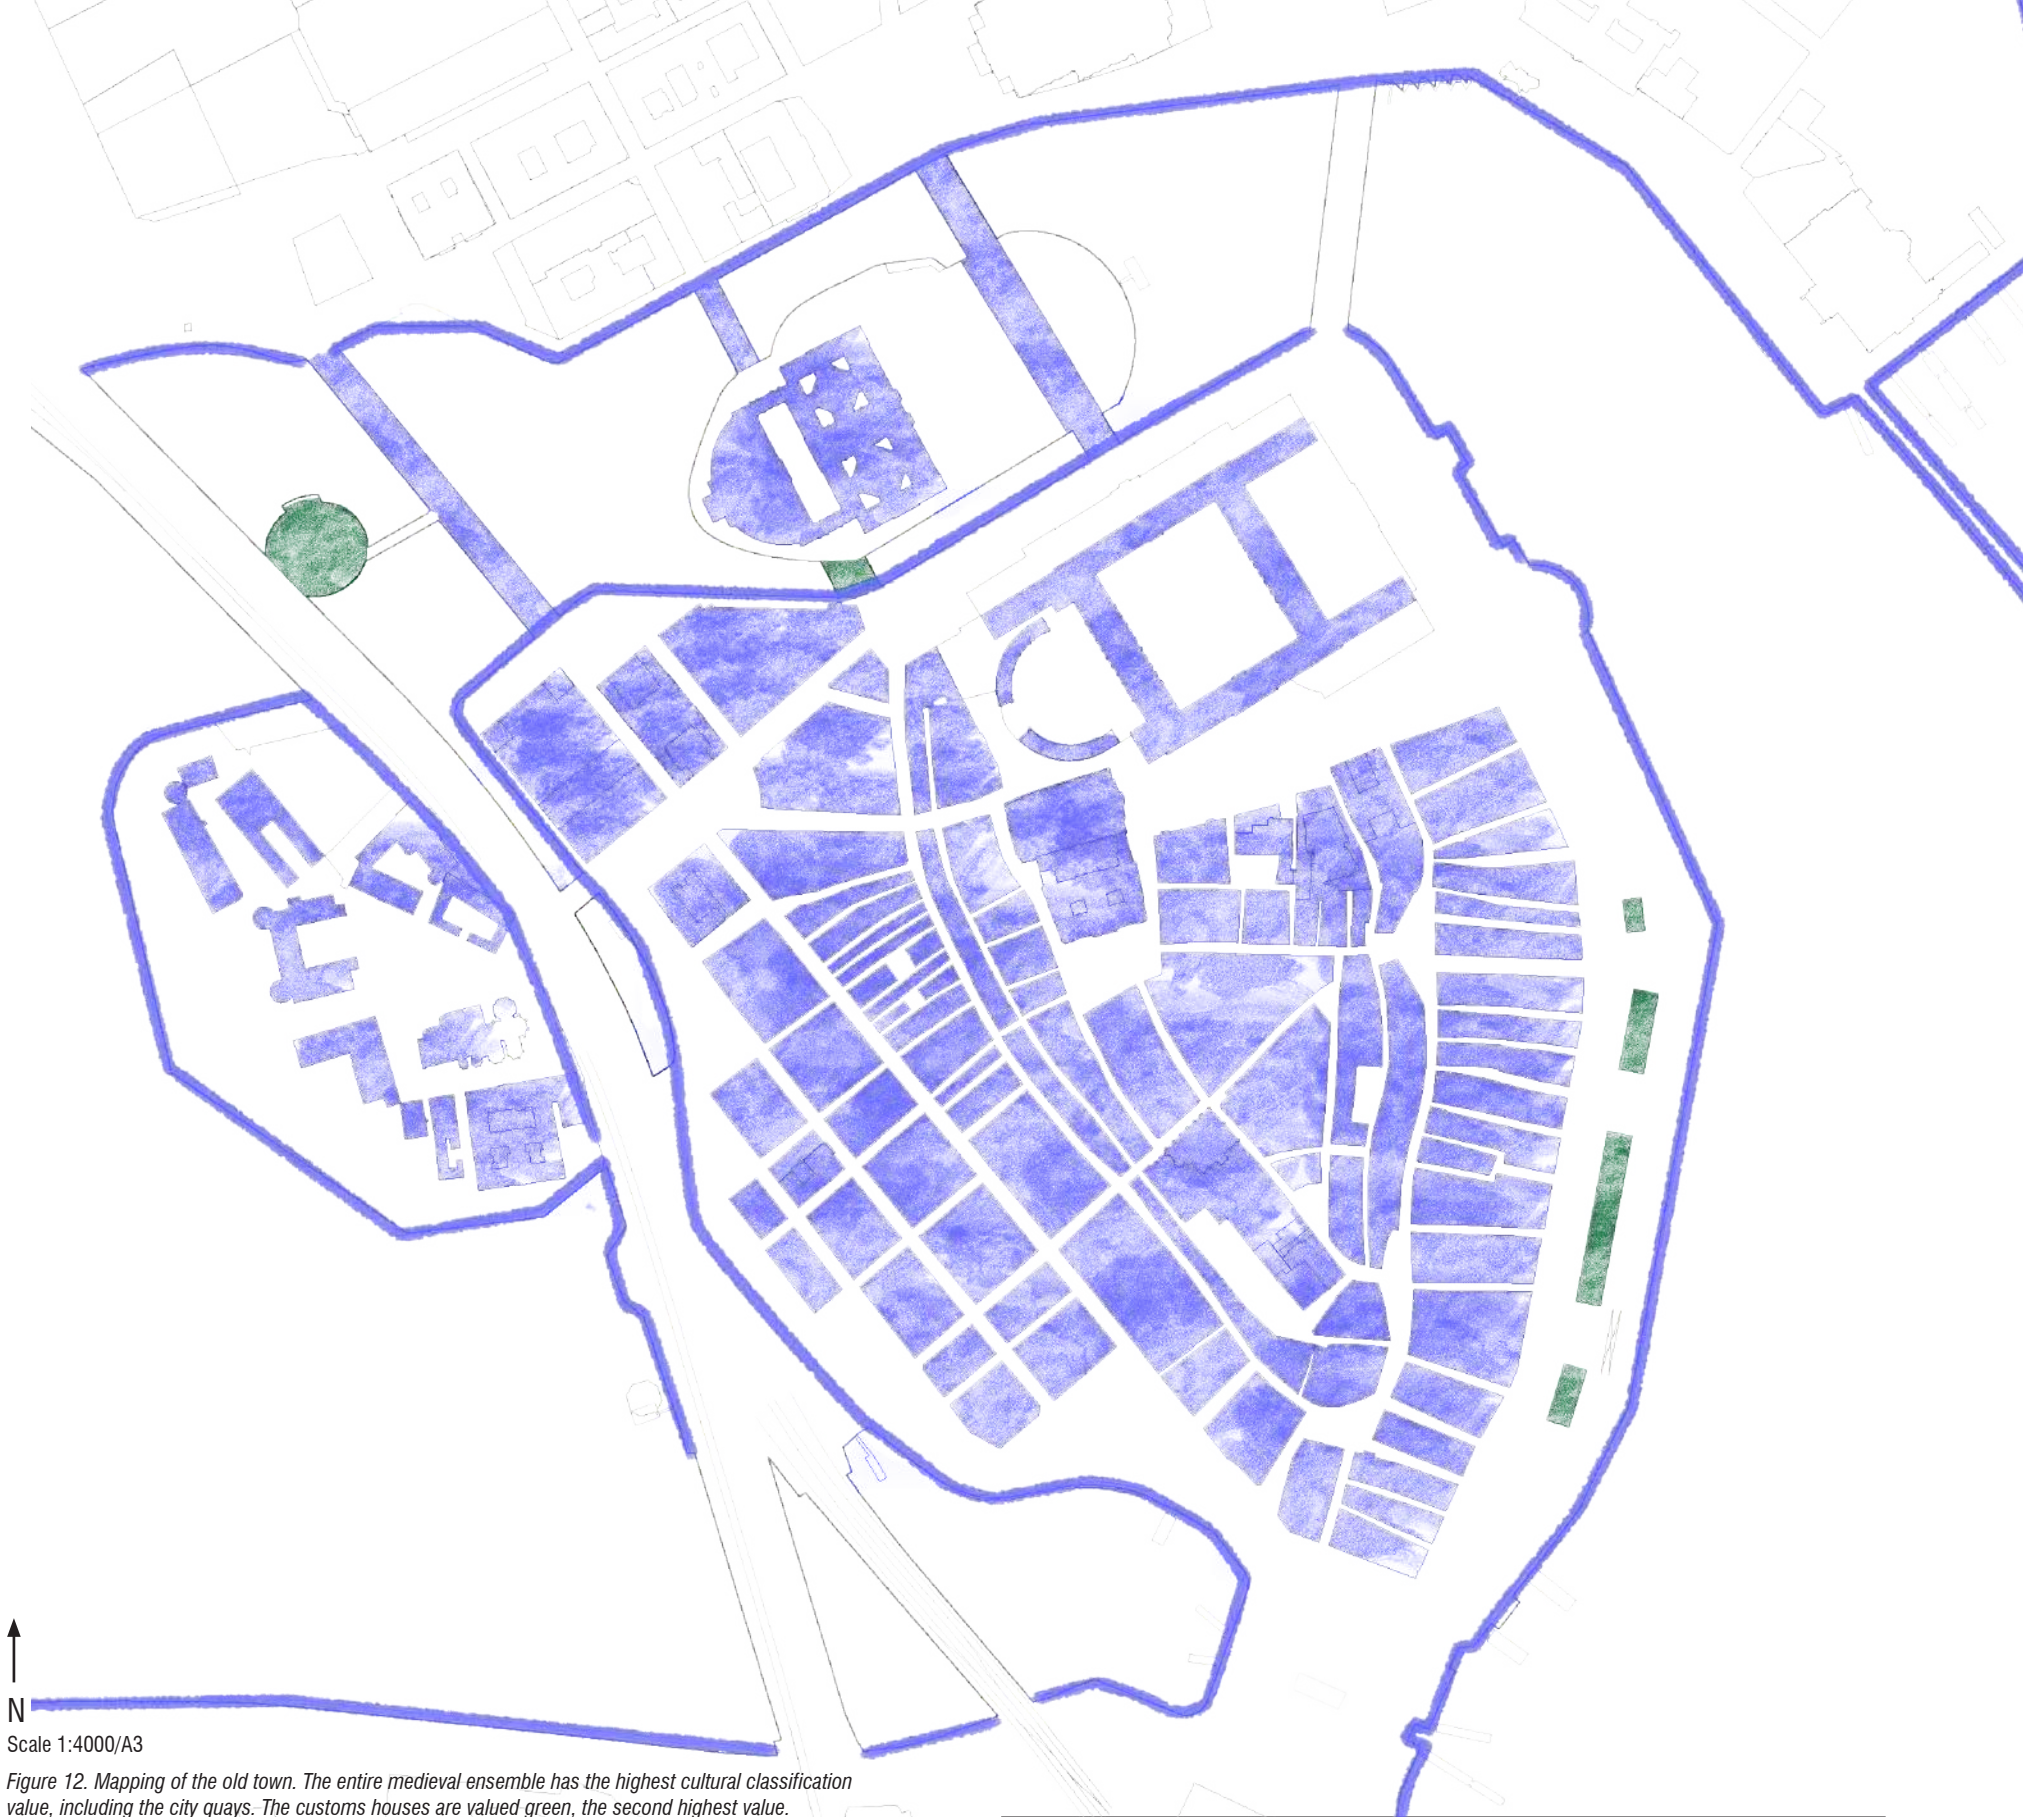 N
Scale 1:4000/A3
Figure 12. Mapping of the old town. The entire medieval ensemble has the highest cultural classification
value, including the city quays. The customs houses are valued green, the second highest value.